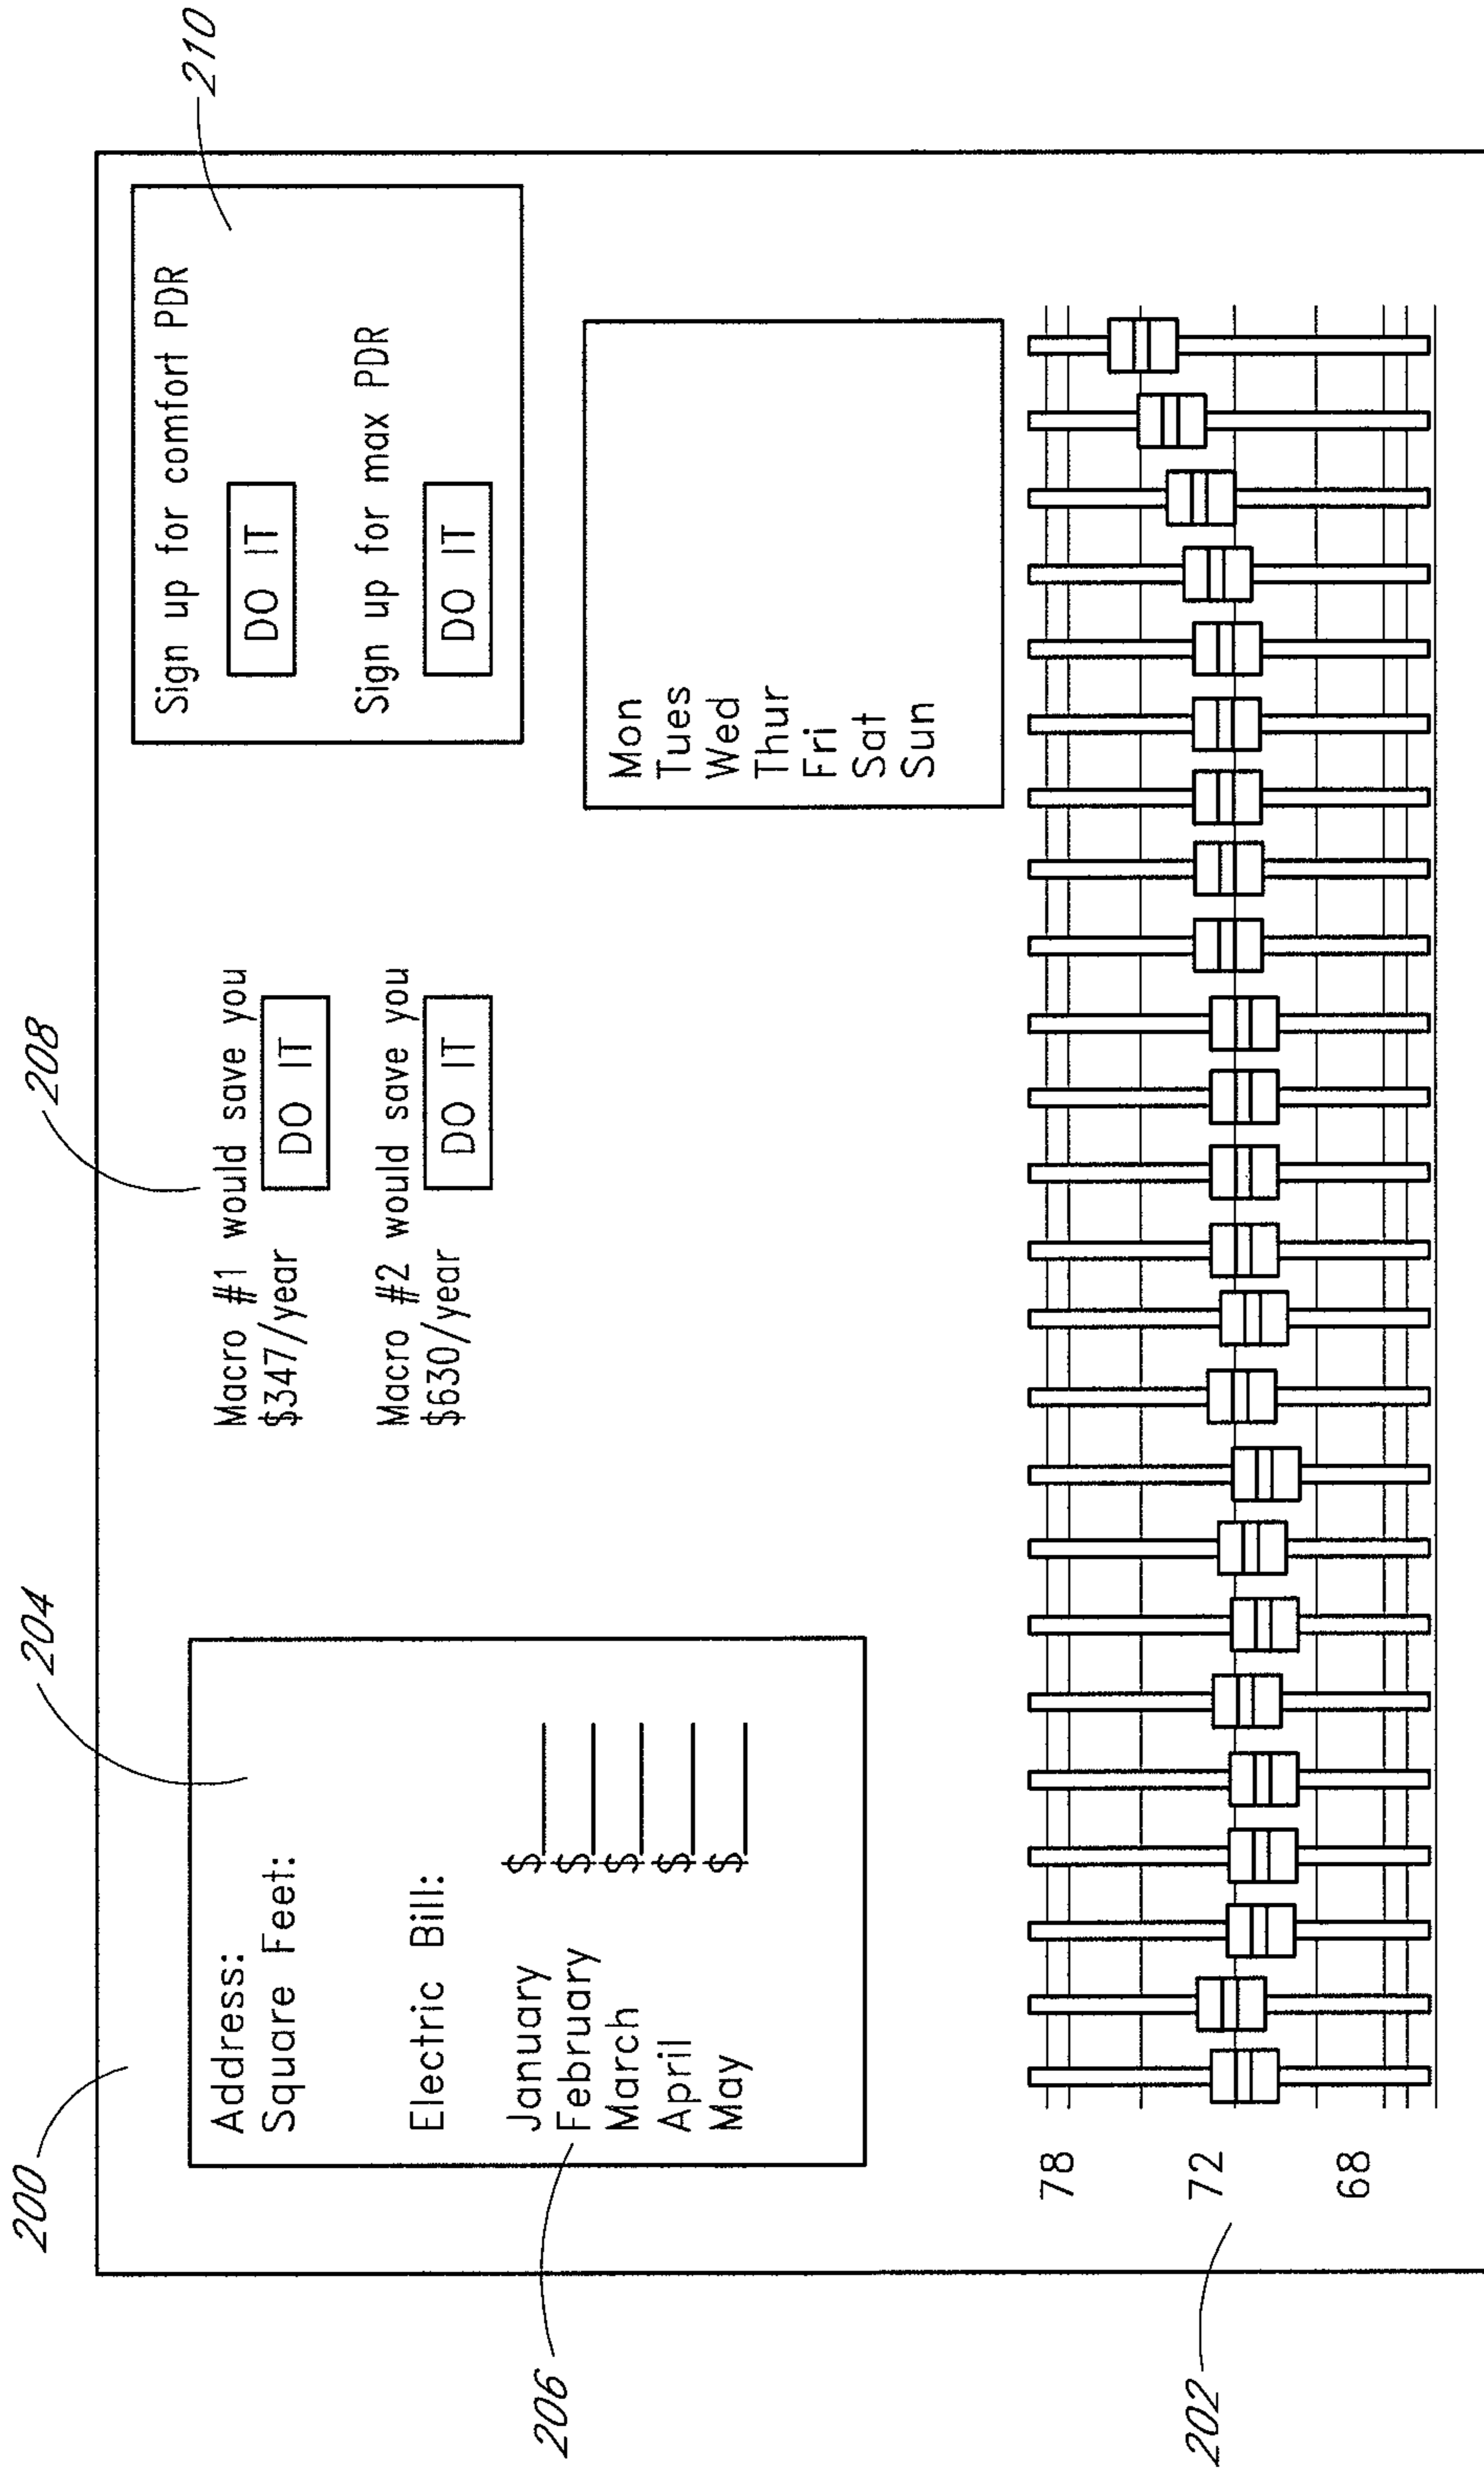 200
204
208
210
Address:
Square Feet:
Electric Bill:
January $
February $
March $
April $
May $
206
Macro #1 would save you
$347/year DO IT
Macro #2 would save you
$630/year DO IT
Sign up for comfort PDR
DO IT
Sign up for max PDR
DO IT
Mon
Tues
Wed
Thur
Fri
Sat
Sun
78
72
68
202